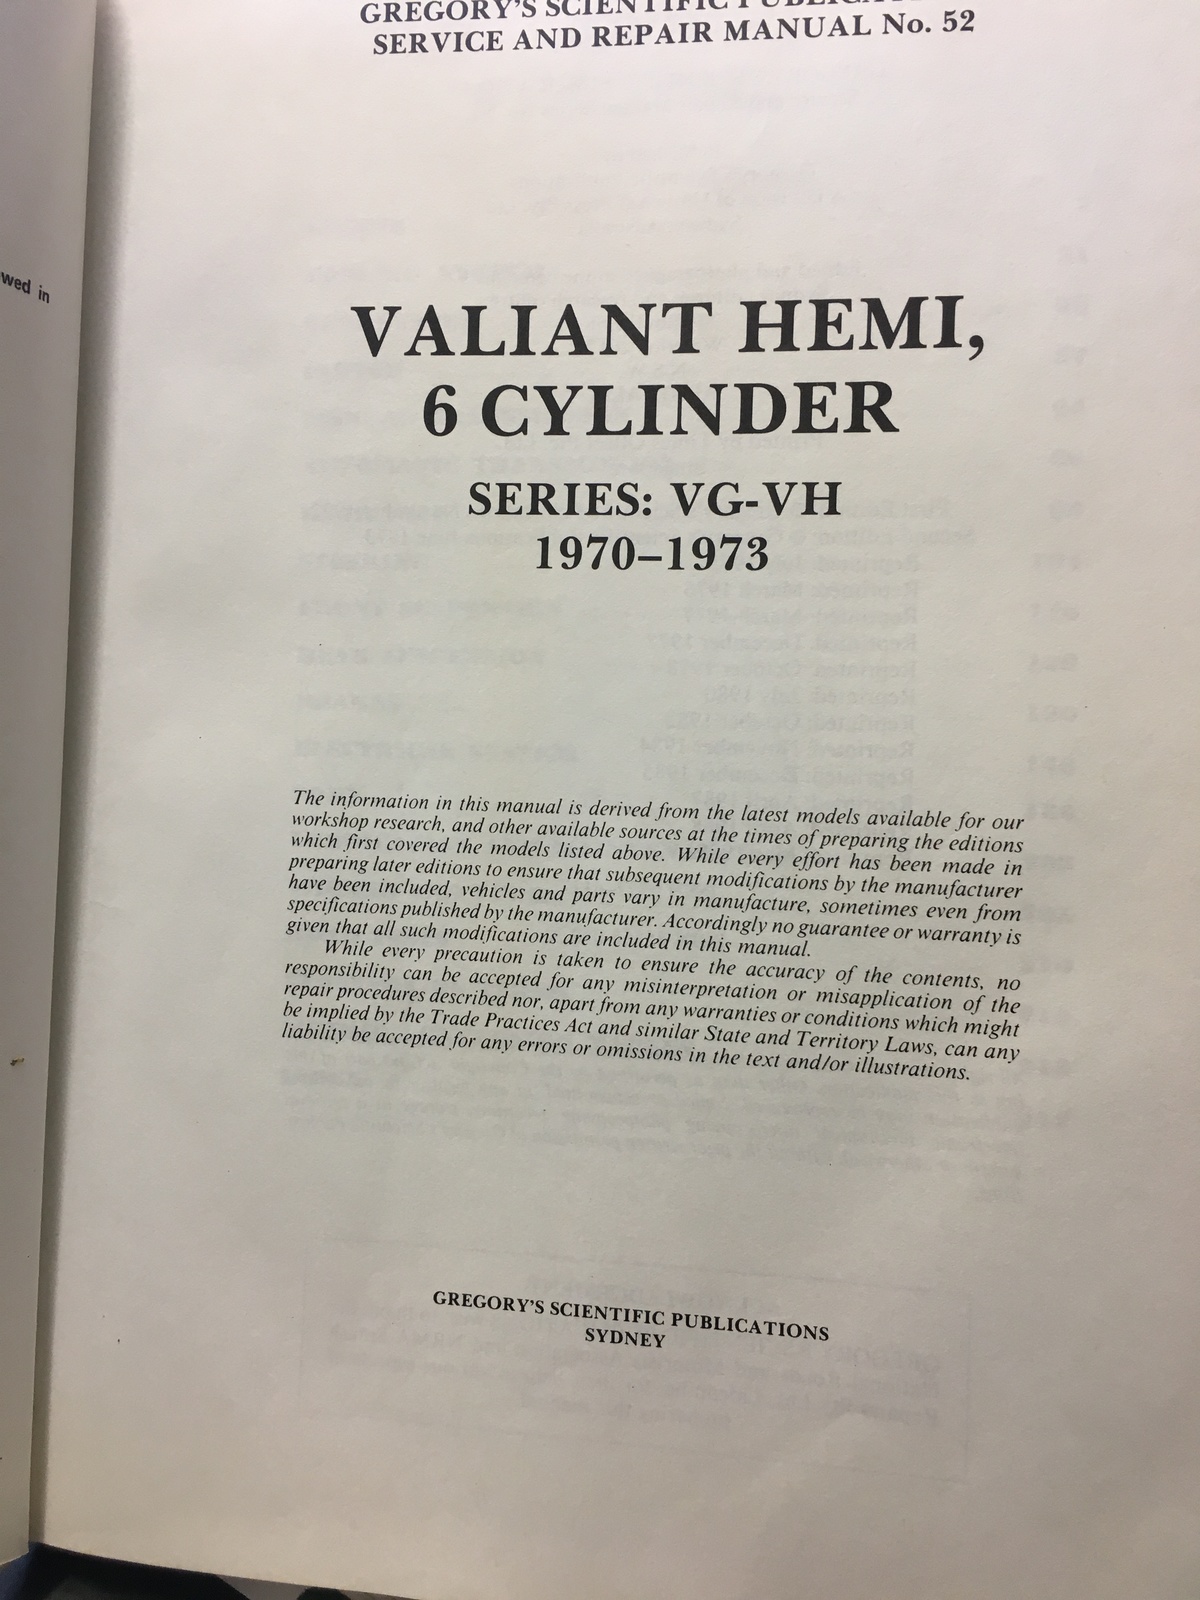 GREGORY'S SCIENTIFIC
SERVICE AND REPAIR MANUAL No. 52
wed in
VALIANT HEMI,
6 CYLINDER
SERIES: VG-VH
1970–1973
The information in this manual is derived from the latest models available for our
workshop research, and other available sources at the times of preparing the editions
which first covered the models listed above. While every effort has been made in
preparing later editions to ensure that subsequent modifications by the manufacturer
have been included, vehicles and parts vary in manufacture, sometimes even from
specifications published by the manufacturer. Accordingly no guarantee or warranty is
given that all such modifications are included in this manual.
While every precaution is taken to ensure the accuracy of the contents, no
responsibility can be accepted for any misinterpretation or misapplication of the
repair procedures described nor, apart from any warranties or conditions which might
be implied by the Trade Practices Act and similar State and Territory Laws, can any
liability be accepted for any errors or omissions in the text and/or illustrations.
GREGORY'S SCIENTIFIC PUBLICATIONS
SYDNEY